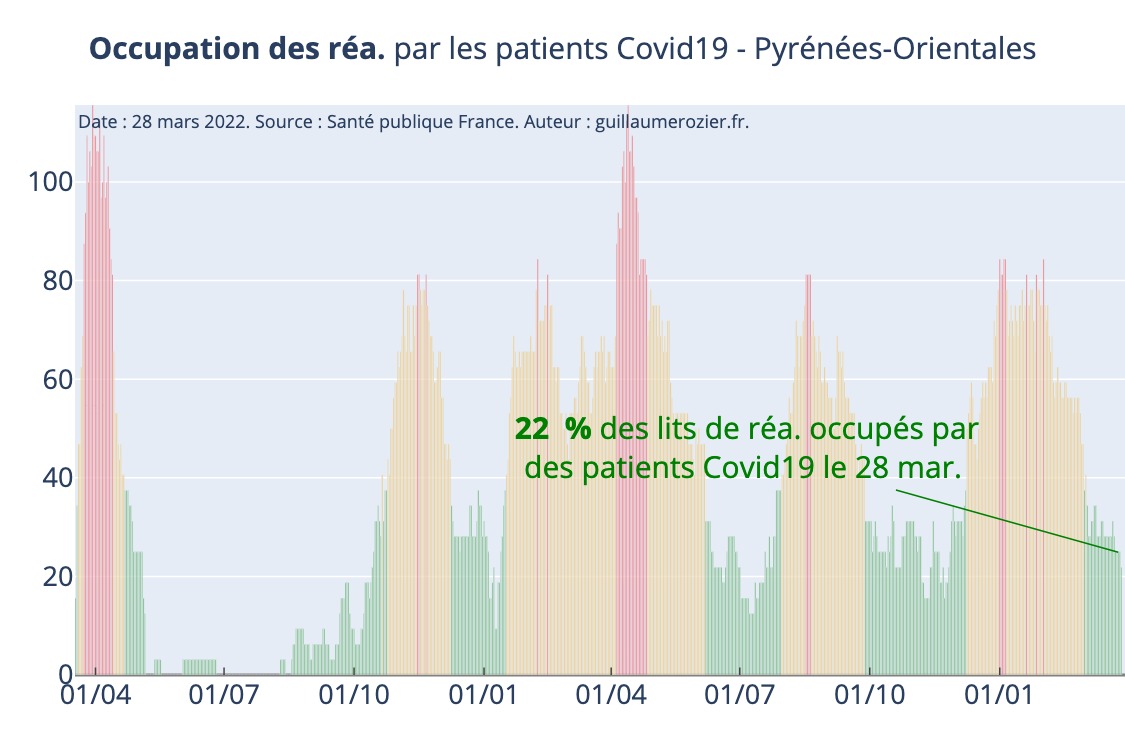 Occupation des réa. par les patients Covid19 - Pyrénées-Orientales
Date : 28 mars 2022. Source : Santé publique France. Auteur : guillaumerozier.fr.
100
80
60
40
20
0
22 % des lits de réa. occupés par
des patients Covid19 le 28 mar.
01/04 01/07 01/10 01/01 01/04 01/07 01/10 01/01